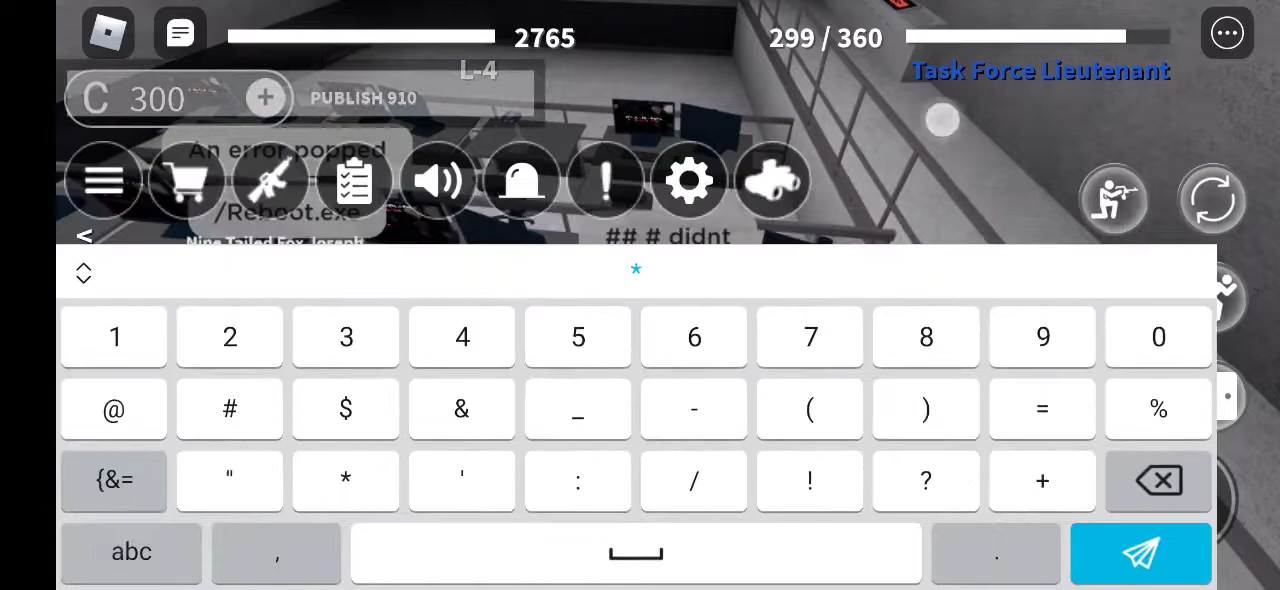 2765
299 / 360
L-4
Task Force Lieutenant
C 300 +
PUBLISH 910
An error popped
/Reboot.exe
Nine Tailed Fox Joseph
## # didnt
<
*
1 2 3 4 5 6 7 8 9 0
@ # $ & _ - ( ) = %
{&= " * ' : / ! ? +
abc , .